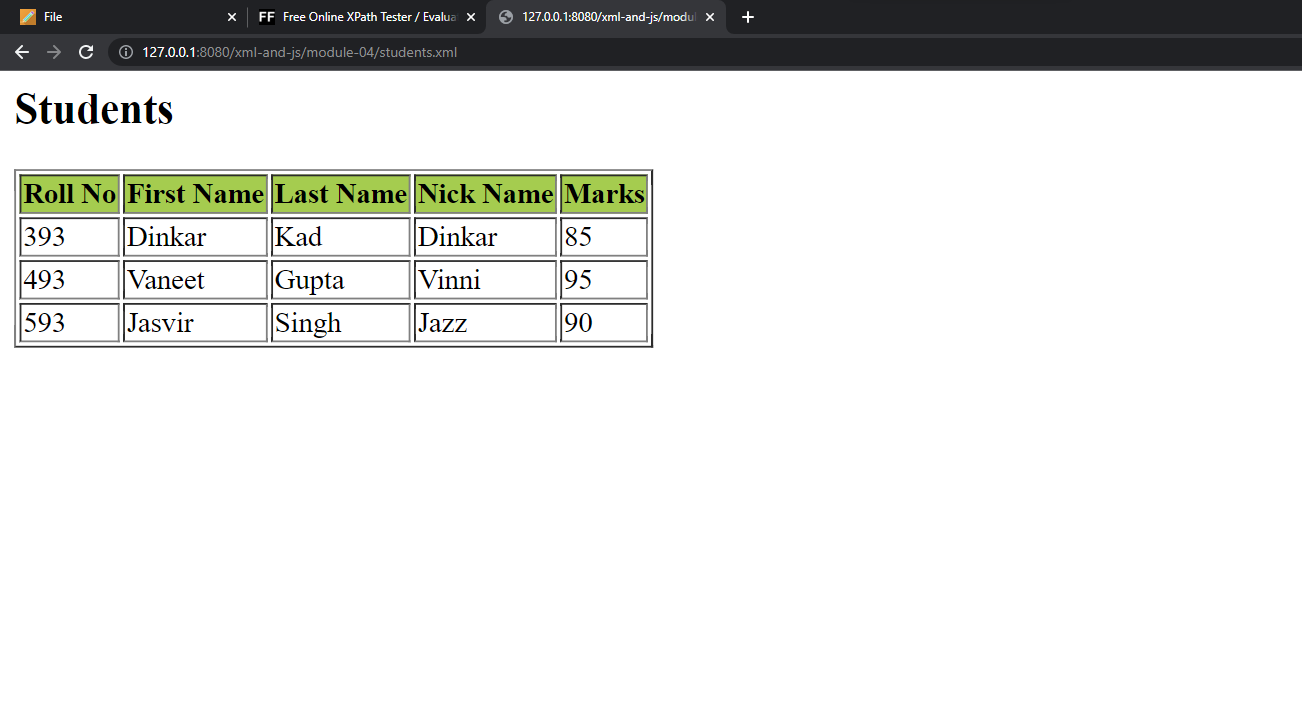 File Free Online XPath Tester / Evalua 127.0.0.1:8080/xml-and-js/modul
127.0.0.1:8080/xml-and-js/module-04/students.xml
Students
Roll No First Name Last Name Nick Name Marks
393 Dinkar Kad Dinkar 85
493 Vaneet Gupta Vinni 95
593 Jasvir Singh Jazz 90